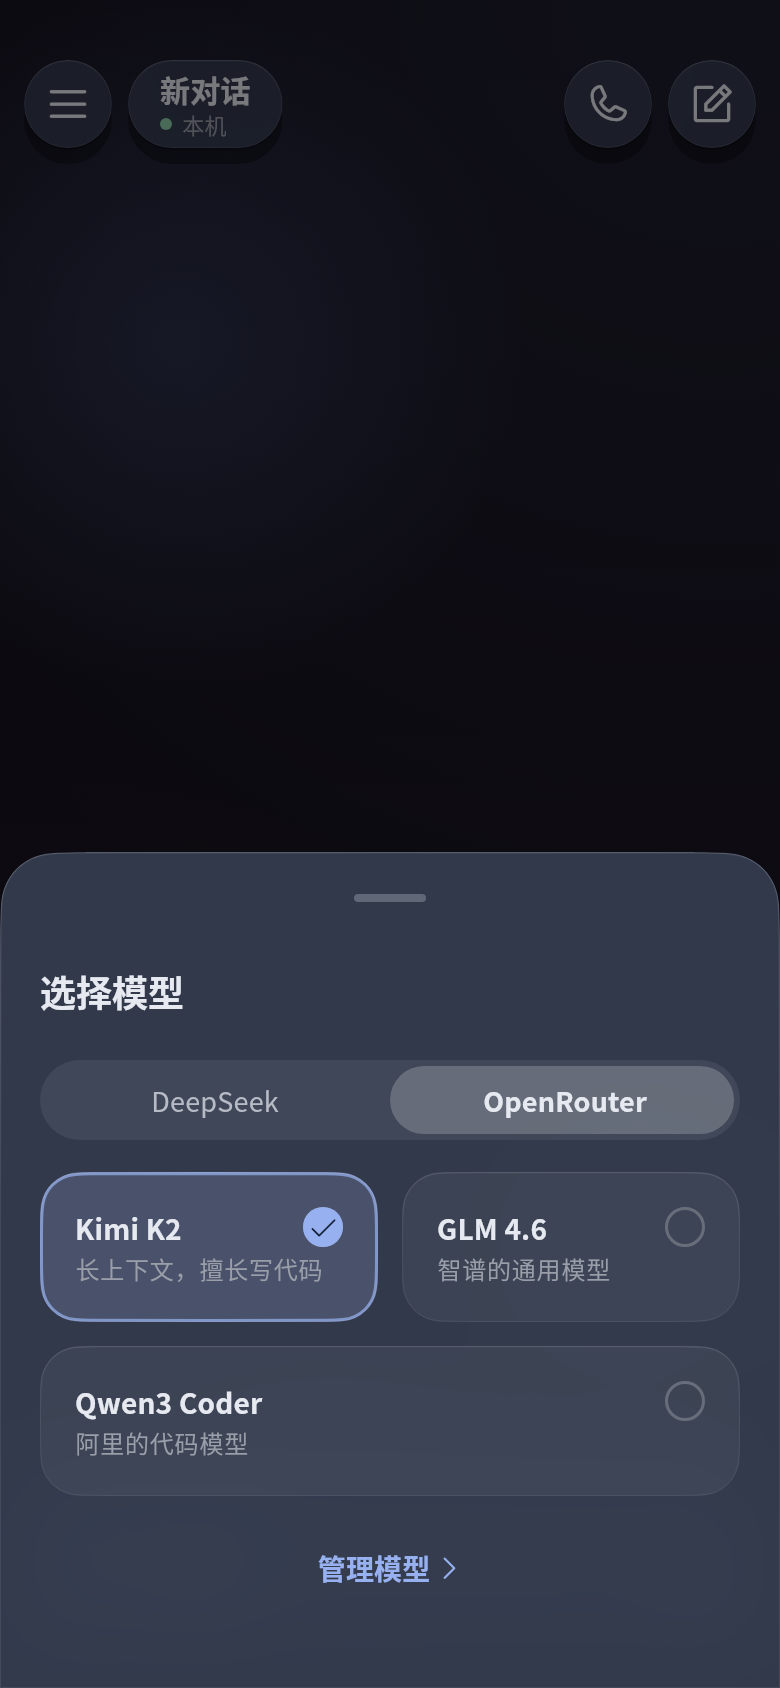 新对话
本机
选择模型
DeepSeek
OpenRouter
Kimi K2
长上下文，擅长写代码
GLM 4.6
智谱的通用模型
Qwen3 Coder
阿里的代码模型
管理模型